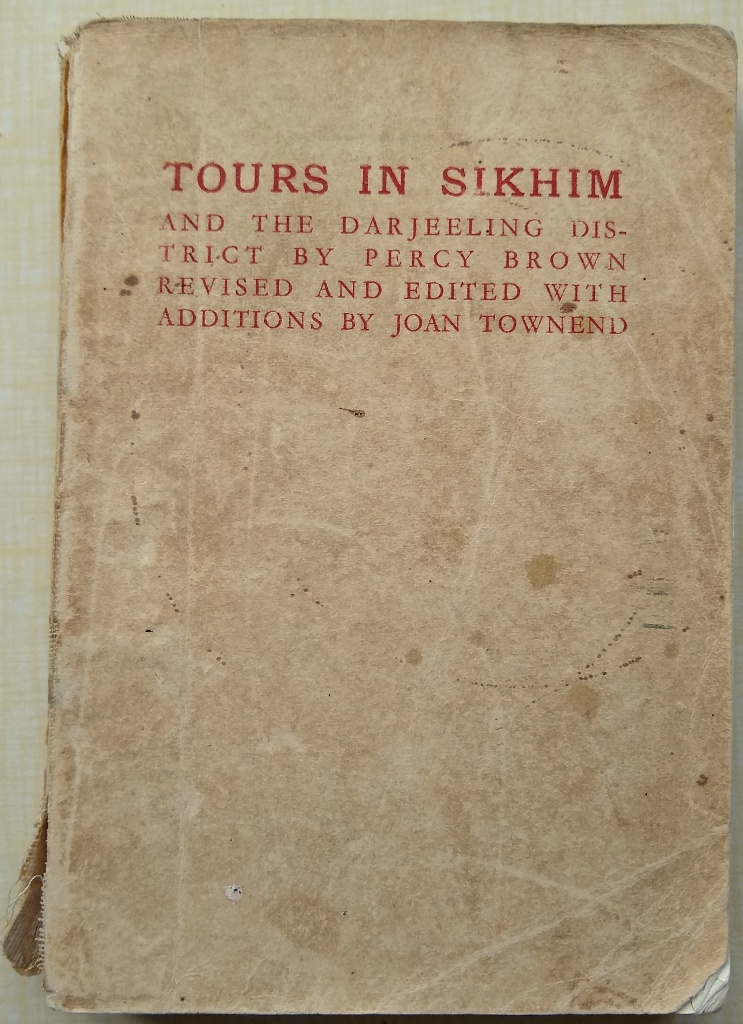 TOURS IN SIKHIM
AND THE DARJEELING DIS-
TRICT BY PERCY BROWN
REVISED AND EDITED WITH
ADDITIONS BY JOAN TOWNEND